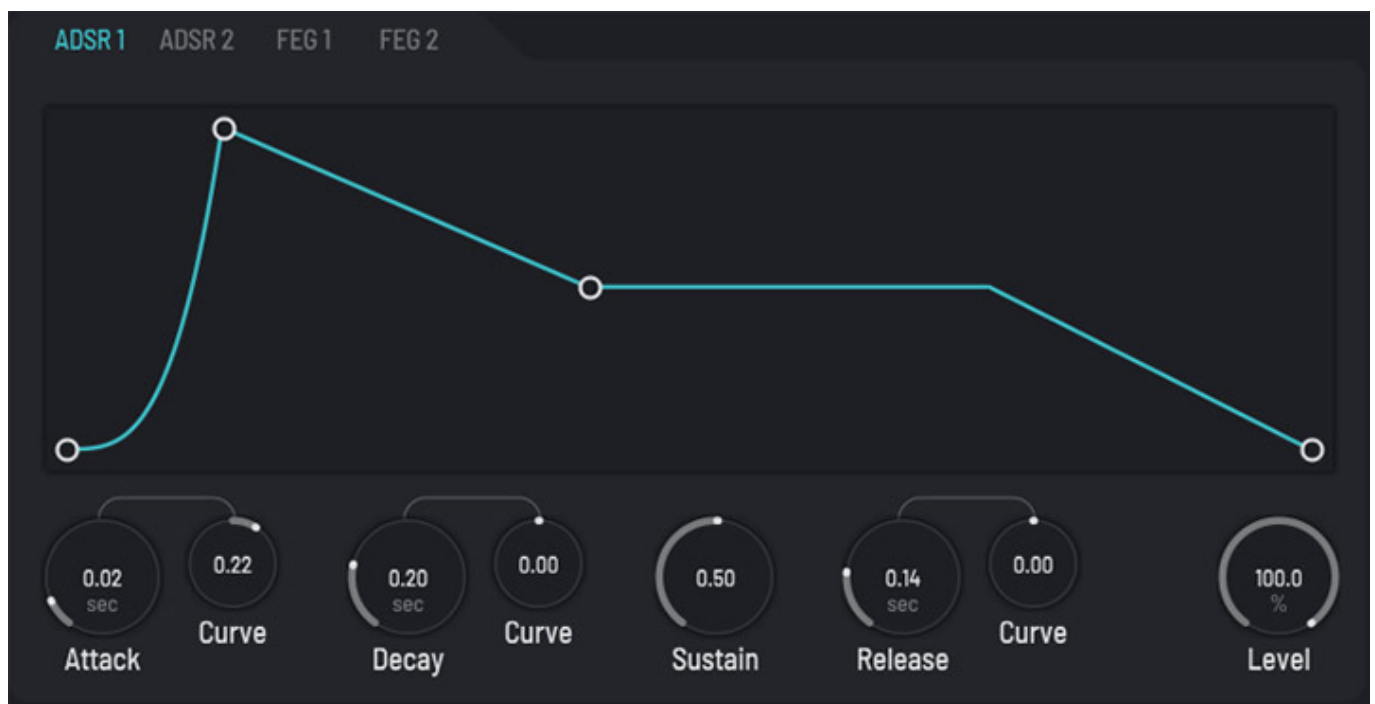 ADSR 1 ADSR 2 FEG 1 FEG 2
0.02
sec
Attack
0.22
Curve
0.20
sec
Decay
0.00
Curve
0.50
Sustain
0.14
sec
Release
0.00
Curve
100.0
%
Level